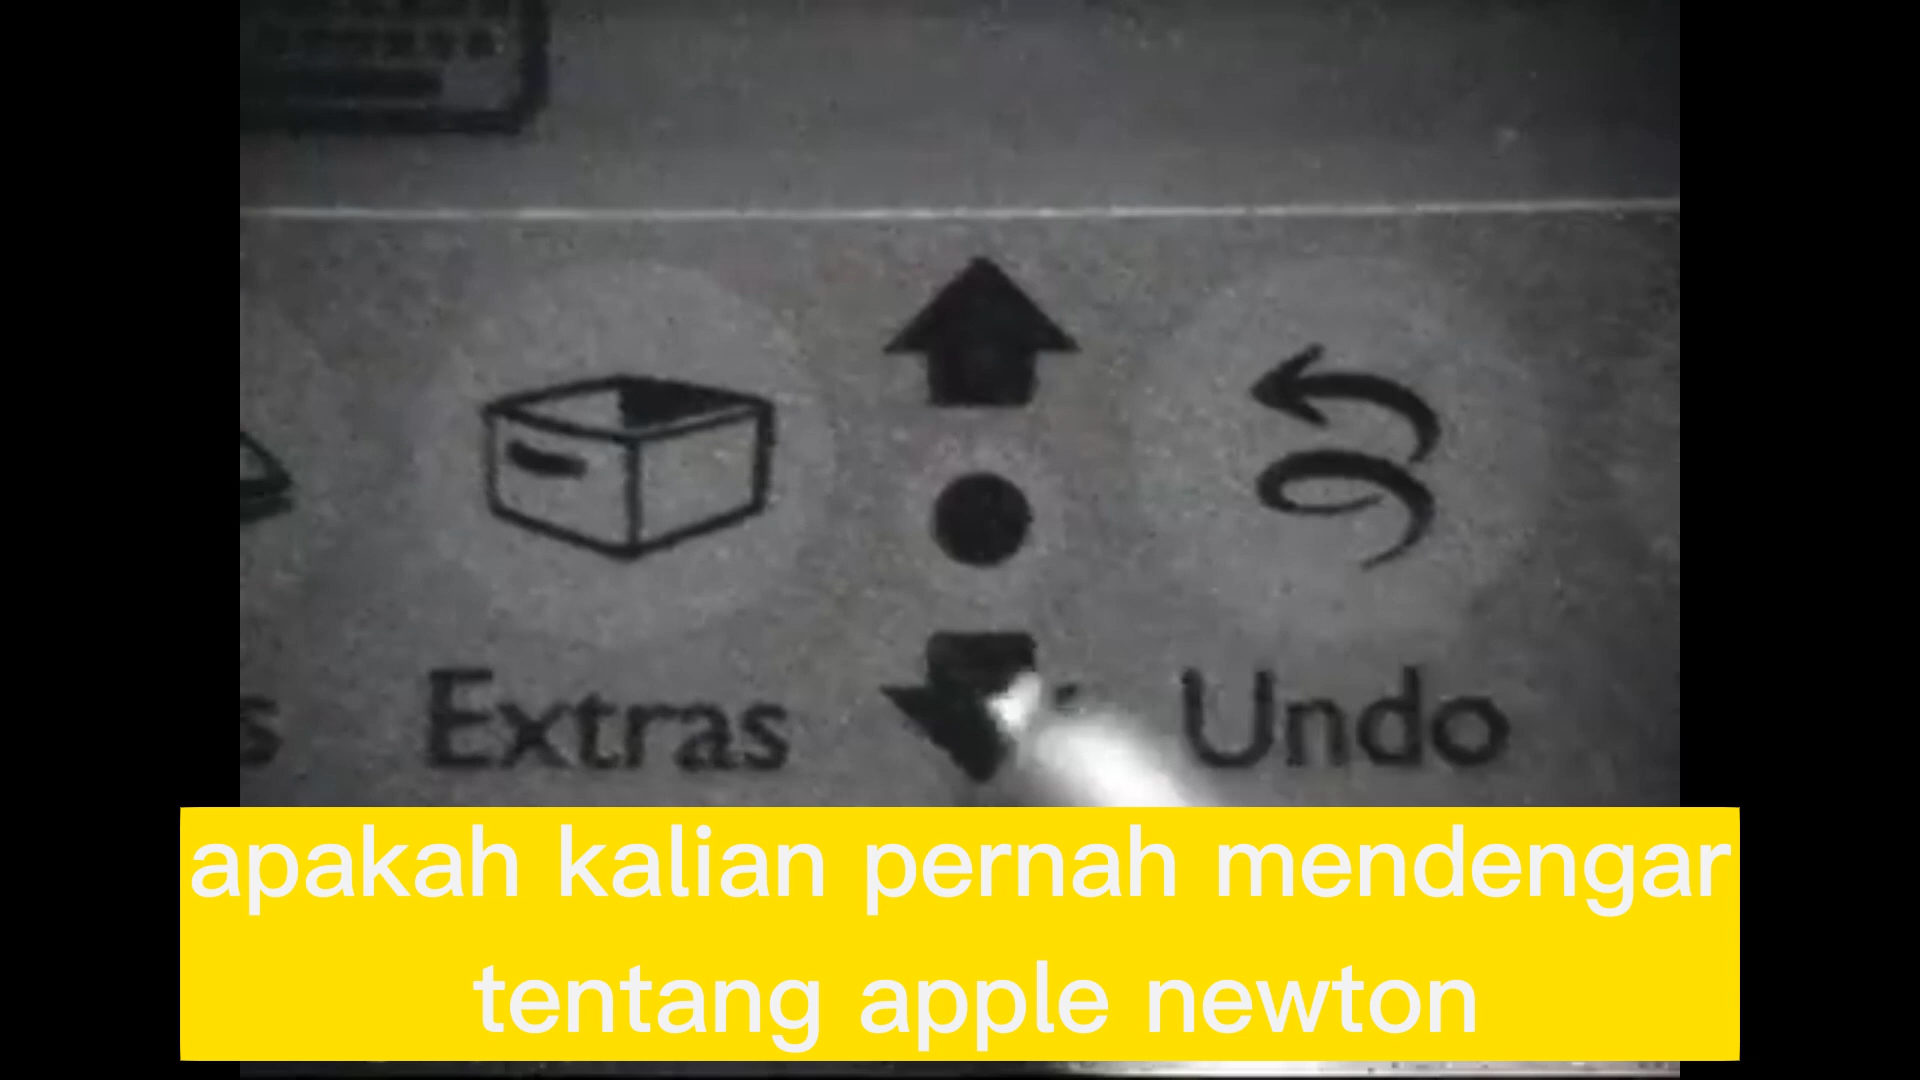 s Extras Undo
apakah kalian pernah mendengar
tentang apple newton